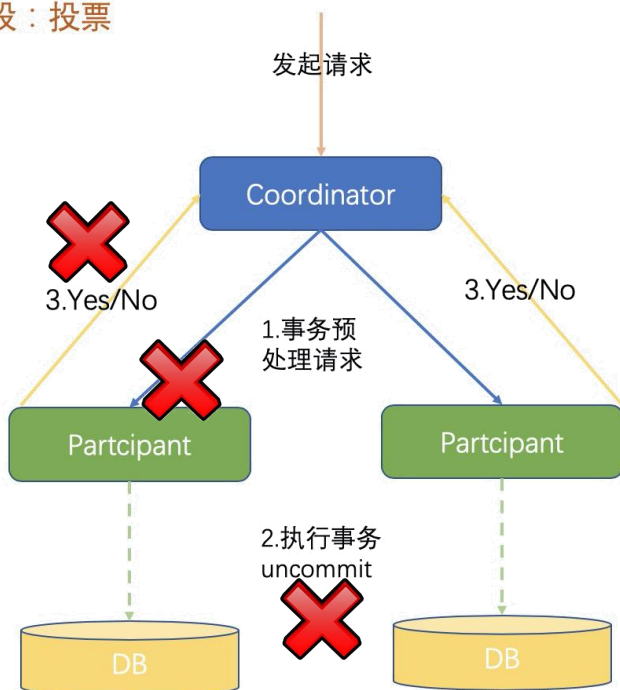 段：投票
发起请求
Coordinator
3.Yes/No
3.Yes/No
1.事务预
处理请求
Partcipant
Partcipant
2.执行事务
uncommit
DB
DB